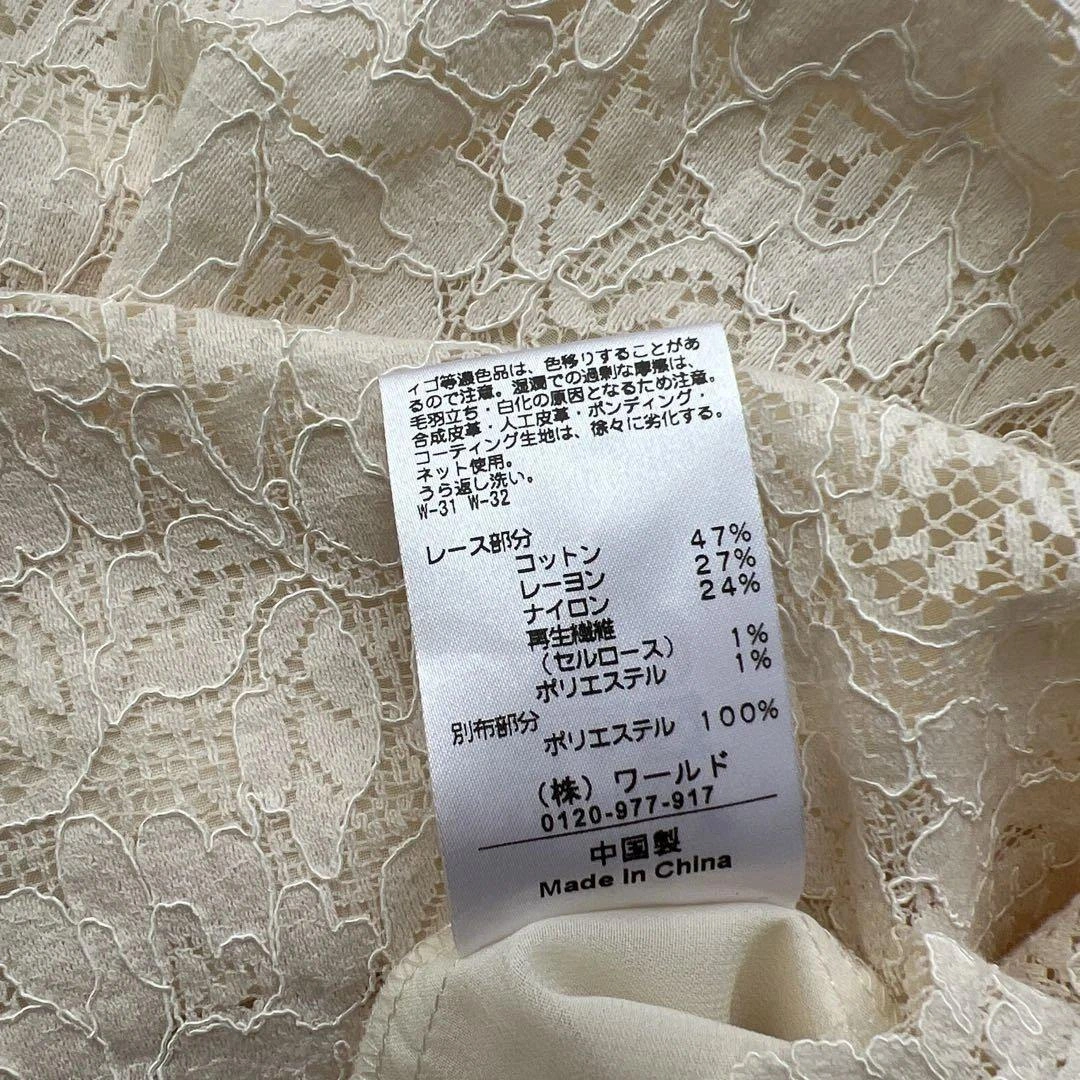 ィゴ等濃色品は、色移りすることがあ
るので注意。湿潤での過剰な摩擦は、
毛羽立ち・白化の原因となるため注意。
合成皮革・人工皮革・ボンディング・
コーティング生地は、徐々に劣化する。
ネット使用。
うら返し洗い。
W-31 W-32
レース部分
コットン 47%
レーヨン 27%
ナイロン 24%
再生繊維
(セルロース) 1%
ポリエステル 1%
別布部分
ポリエステル 100%
(株)ワールド
0120-977-917
中国製
Made in China